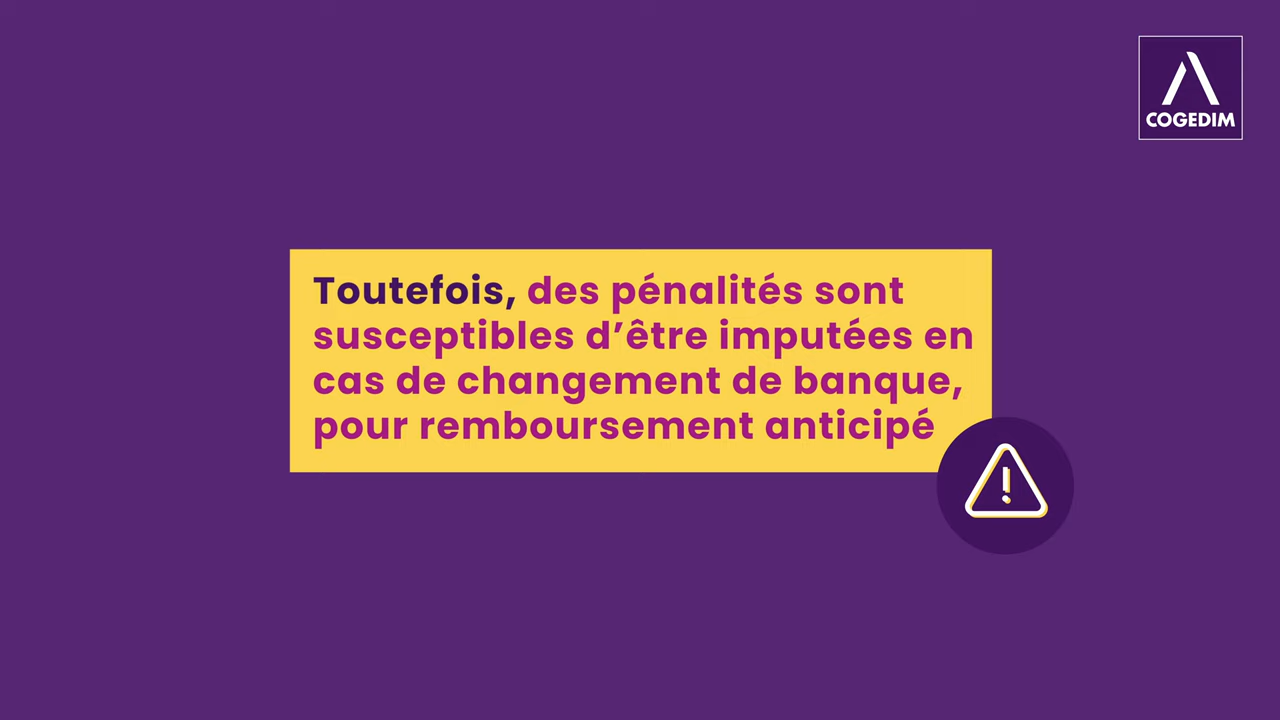 COGEDIM
Toutefois, des pénalités sont
susceptibles d’être imputées en
cas de changement de banque,
pour remboursement anticipé